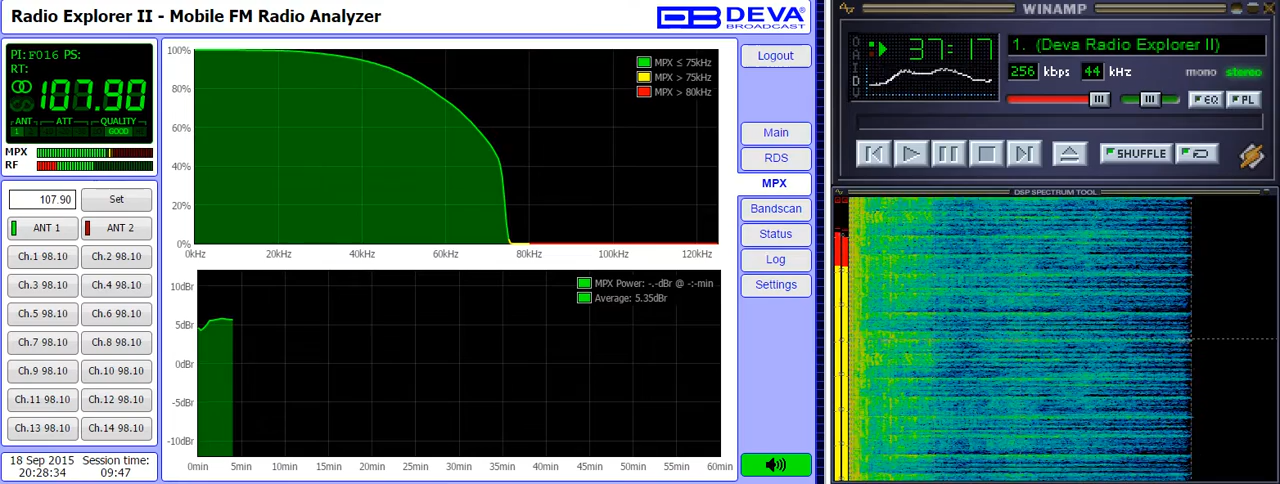 Radio Explorer II - Mobile FM Radio Analyzer
DEVA
BROADCAST
PI: F016 PS:
RT:
107.90
ANT ATT QUALITY
1 GOOD
MPX
RF
107.90 Set
ANT 1 ANT 2
Ch.1 98.10 Ch.2 98.10
Ch.3 98.10 Ch.4 98.10
Ch.5 98.10 Ch.6 98.10
Ch.7 98.10 Ch.8 98.10
Ch.9 98.10 Ch.10 98.10
Ch.11 98.10 Ch.12 98.10
Ch.13 98.10 Ch.14 98.10
18 Sep 2015 Session time:
20:28:34 09:47
100%
80%
60%
40%
20%
0%
0kHz 20kHz 40kHz 60kHz 80kHz 100kHz 120kHz
MPX ≤ 75kHz
MPX > 75kHz
MPX > 80kHz
10dBr
5dBr
0dBr
-5dBr
-10dBr
0min 5min 10min 15min 20min 25min 30min 35min 40min 45min 50min 55min 60min
MPX Power: -.-dBr @ -:-min
Average: 5.35dBr
Logout
Main
RDS
MPX
Bandscan
Status
Log
Settings
WINAMP
O
A
I
D
V
37:17
1. (Deva Radio Explorer II)
256 kbps 44 kHz mono stereo
EQ PL
SHUFFLE
DSP SPECTRUM TOOL